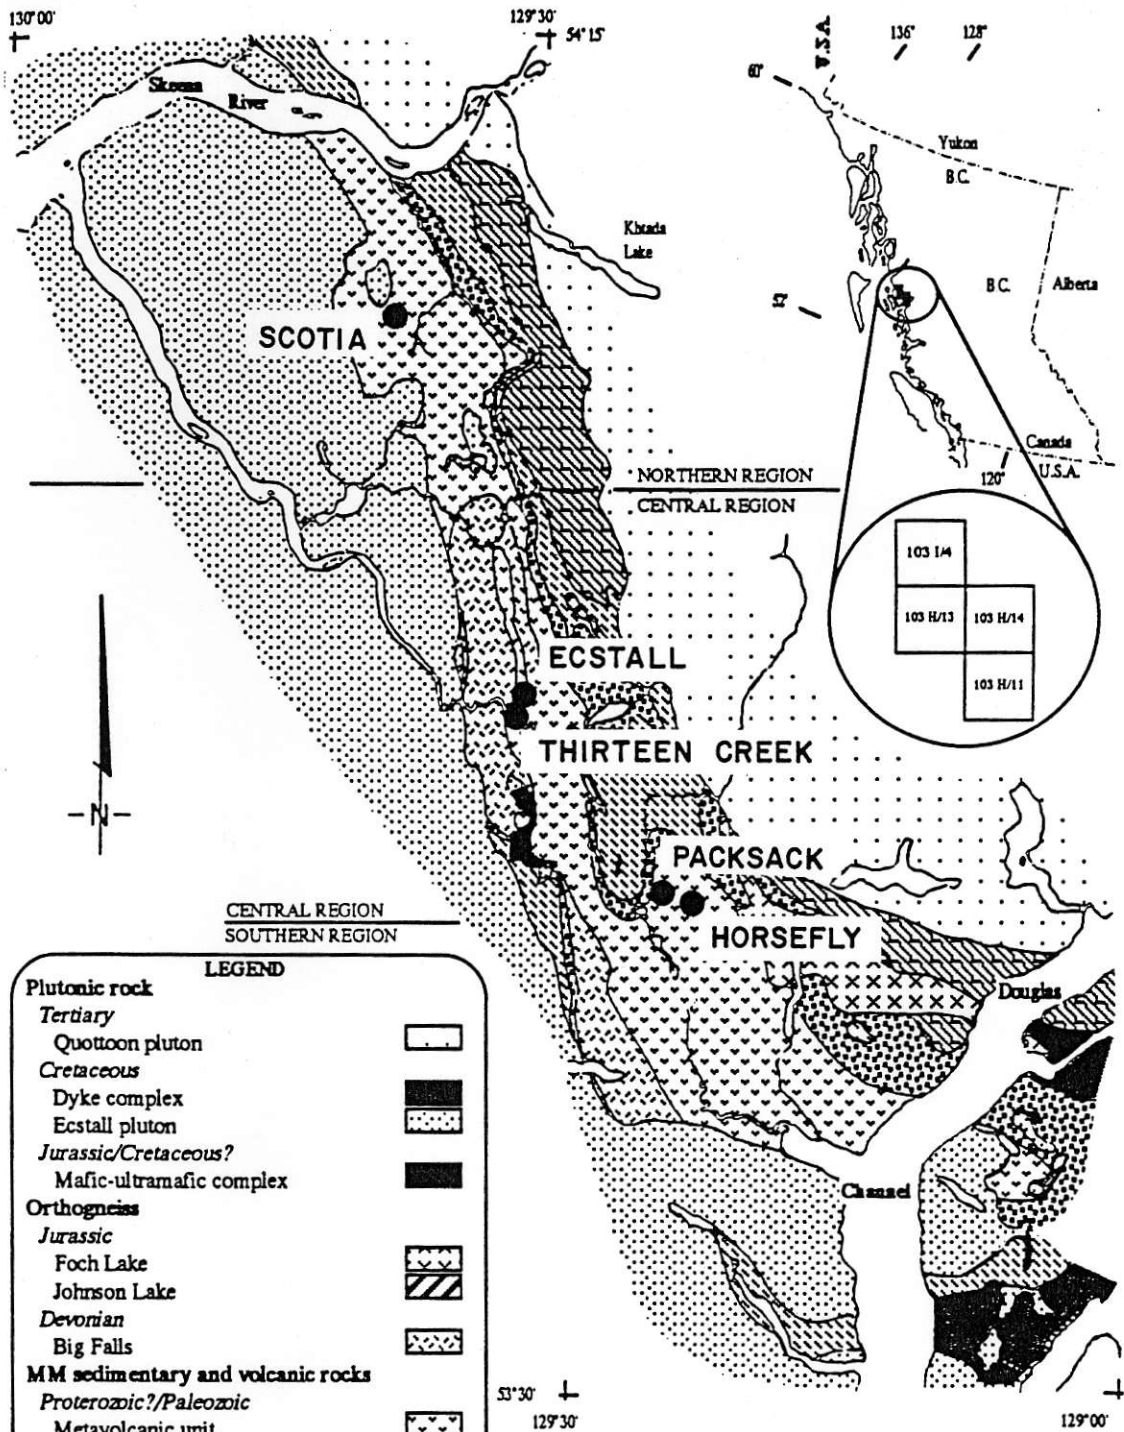 130°00'
129°30'
54°15'
U.S.A.
136°
128°
60°
Skeena
River
Yukon
B.C.
Khtada
Lake
B.C.
Alberta
52°
SCOTIA
Canada
U.S.A.
120°
NORTHERN REGION
CENTRAL REGION
103 I/4
103 H/13
103 H/14
103 H/11
ECSTALL
THIRTEEN CREEK
-N-
PACKSACK
HORSEFLY
CENTRAL REGION
SOUTHERN REGION
Douglas
Channel
LEGEND
Plutonic rock
Tertiary
Quottoon pluton
Cretaceous
Dyke complex
Ecstall pluton
Jurassic/Cretaceous?
Mafic-ultramafic complex
Orthogneiss
Jurassic
Foch Lake
Johnson Lake
Devonian
Big Falls
MM sedimentary and volcanic rocks
Proterozoic?/Paleozoic
Metavolcanic unit
53°30'
129°30'
129°00'